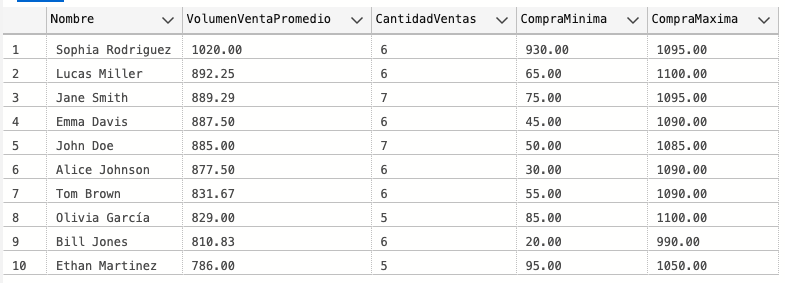 Nombre VolumenVentaPromedio CantidadVentas CompraMinima CompraMaxima
1 Sophia Rodriguez 1020.00 6 930.00 1095.00
2 Lucas Miller 892.25 6 65.00 1100.00
3 Jane Smith 889.29 7 75.00 1095.00
4 Emma Davis 887.50 6 45.00 1090.00
5 John Doe 885.00 7 50.00 1085.00
6 Alice Johnson 877.50 6 30.00 1090.00
7 Tom Brown 831.67 6 55.00 1090.00
8 Olivia García 829.00 5 85.00 1100.00
9 Bill Jones 810.83 6 20.00 990.00
10 Ethan Martinez 786.00 5 95.00 1050.00